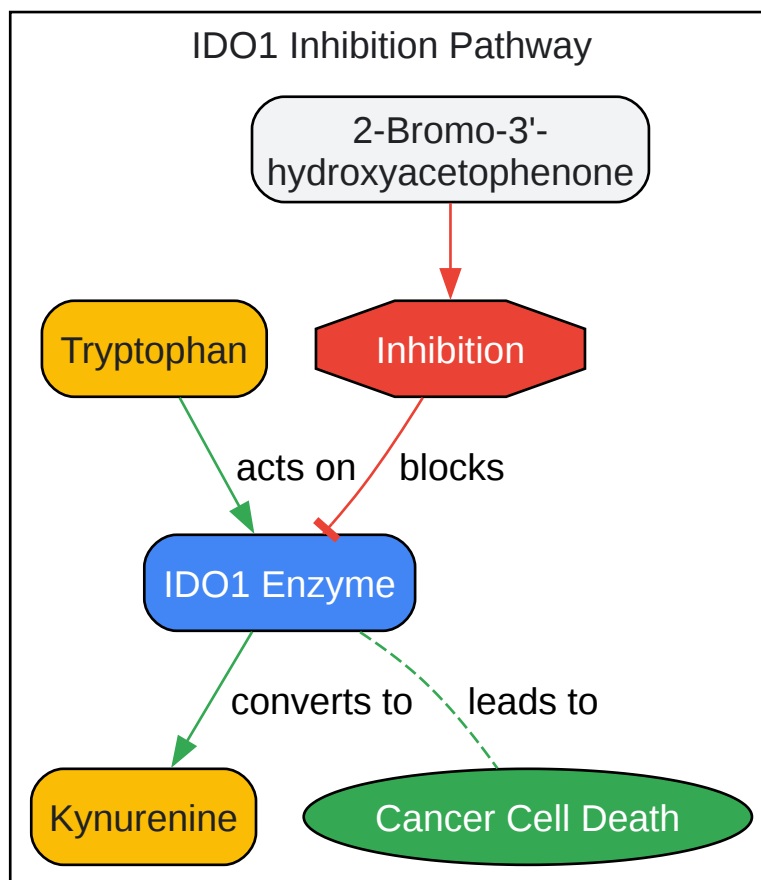 IDO1 Inhibition Pathway
2-Bromo-3'-
hydroxyacetophenone
Tryptophan
Inhibition
acts on
blocks
IDO1 Enzyme
converts to
leads to
Kynurenine
Cancer Cell Death